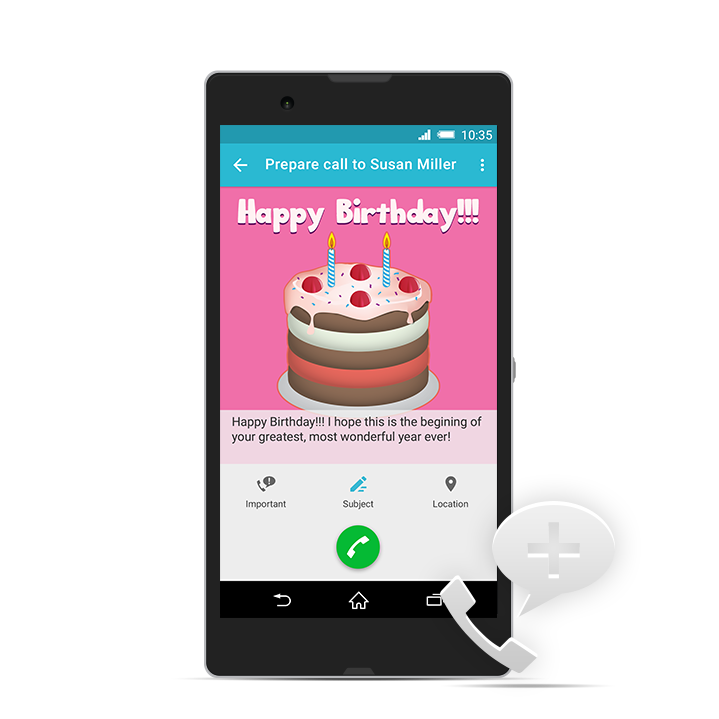 10:35
Prepare call to Susan Miller
Happy Birthday!!!
Happy Birthday!!! I hope this is the begining of
your greatest, most wonderful year ever!
Important Subject Location